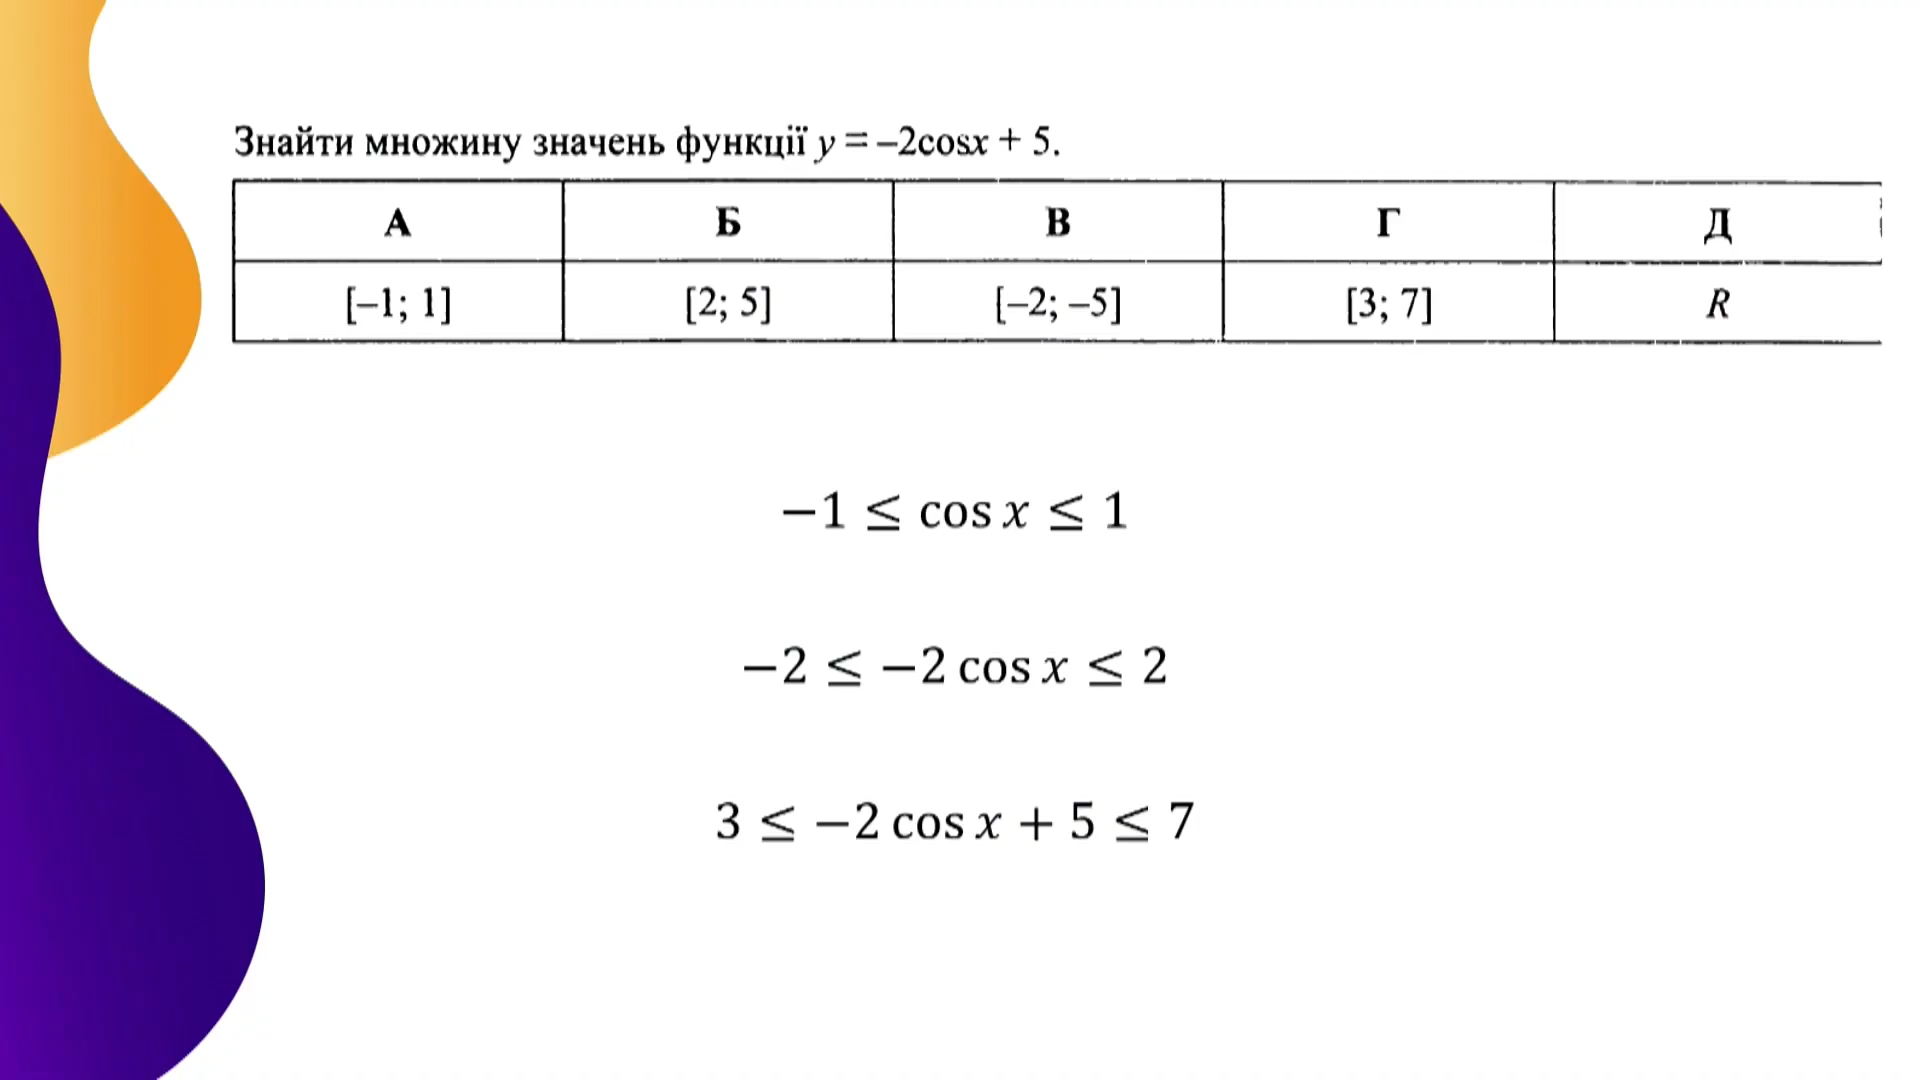 Знайти множину значень функції y = –2cosx + 5.
А Б В Г Д
[–1; 1] [2; 5] [–2; –5] [3; 7] R
−1 ≤ cos x ≤ 1
−2 ≤ −2 cos x ≤ 2
3 ≤ −2 cos x + 5 ≤ 7